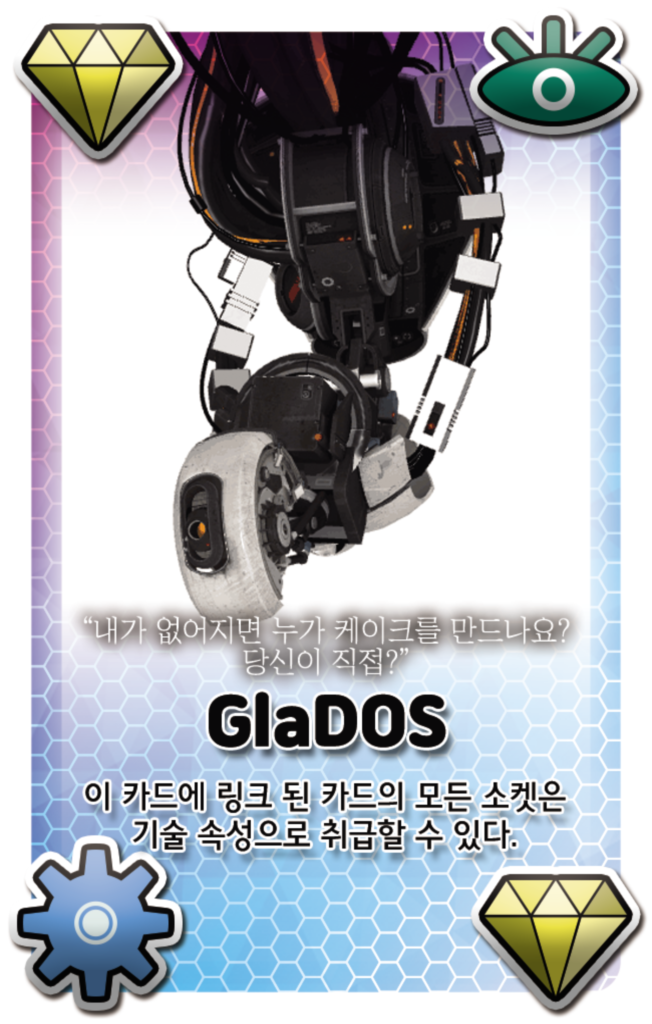 “내가 없어지면 누가 케이크를 만드나요?
당신이 직접?”
GlaDOS
이 카드에 링크 된 카드의 모든 소켓은
기술 속성으로 취급할 수 있다.